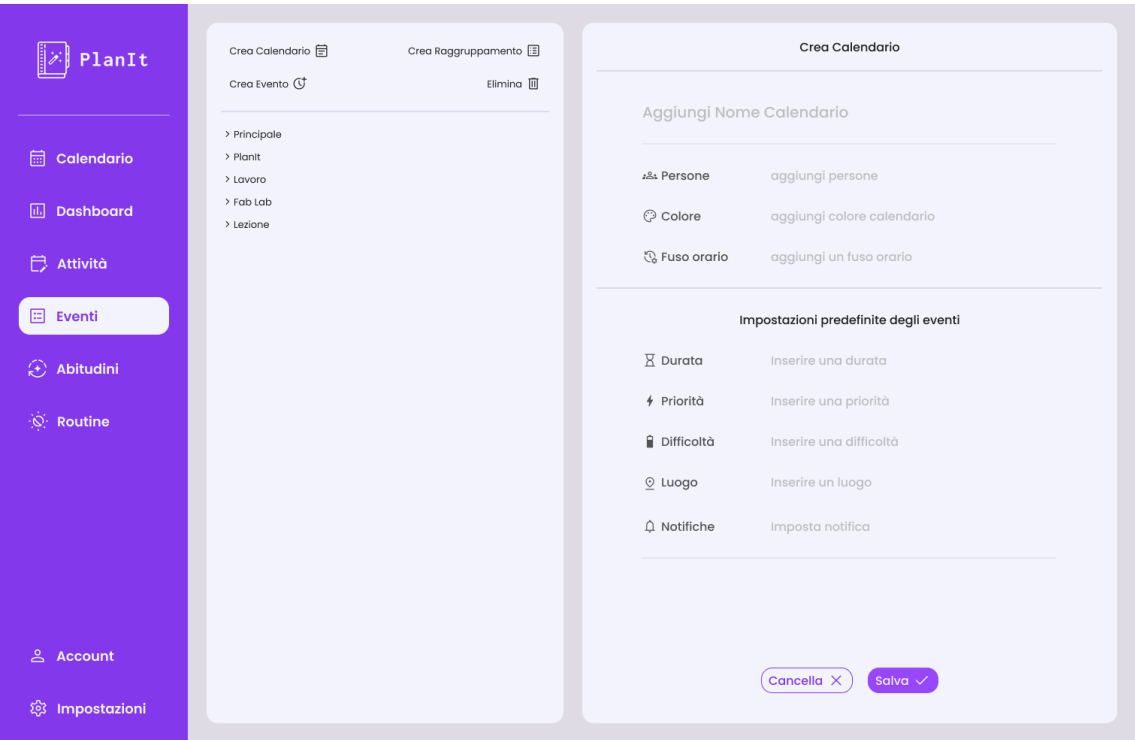 PlanIt
Calendario
Dashboard
Attività
Eventi
Abitudini
Routine
Account
Impostazioni
Crea Calendario
Crea Raggruppamento
Crea Evento
Elimina
> Principale
> PlanIt
> Lavoro
> Fab Lab
> Lezione
Crea Calendario
Aggiungi Nome Calendario
Persone aggiungi persone
Colore aggiungi colore calendario
Fuso orario aggiungi un fuso orario
Impostazioni predefinite degli eventi
Durata Inserire una durata
Priorità Inserire una priorità
Difficoltà Inserire una difficoltà
Luogo Inserire un luogo
Notifiche Imposta notifica
Cancella
Salva